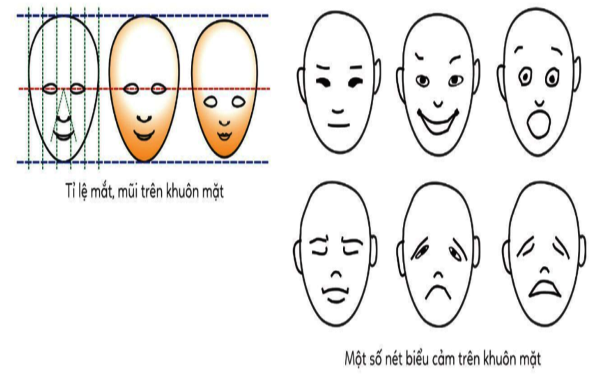 Tỉ lệ mắt, mũi trên khuôn mặt
Một số nét biểu cảm trên khuôn mặt